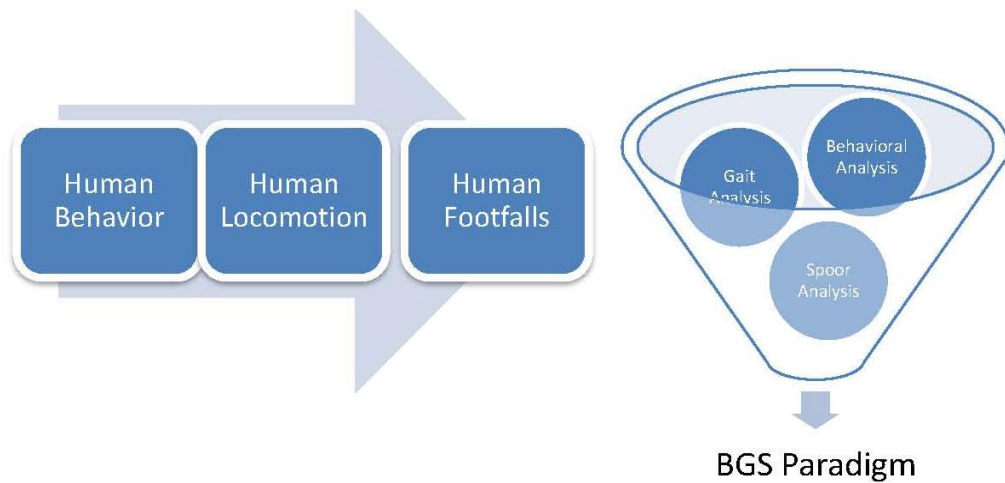 Human
Behavior
Human
Locomotion
Human
Footfalls
Gait
Analysis
Behavioral
Analysis
Spoor
Analysis
BGS Paradigm